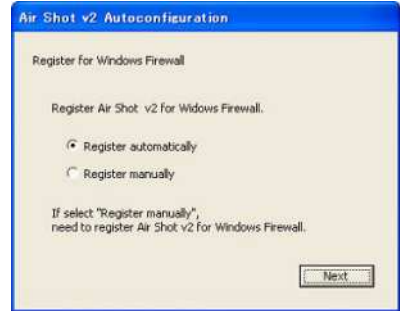 Air Shot v2 Autoconfiguration
Register for Windows Firewall
Register Air Shot v2 for Widows Firewall.
Register automatically
Register manually
If select "Register manually",
need to register Air Shot v2 for Windows Firewall.
Next